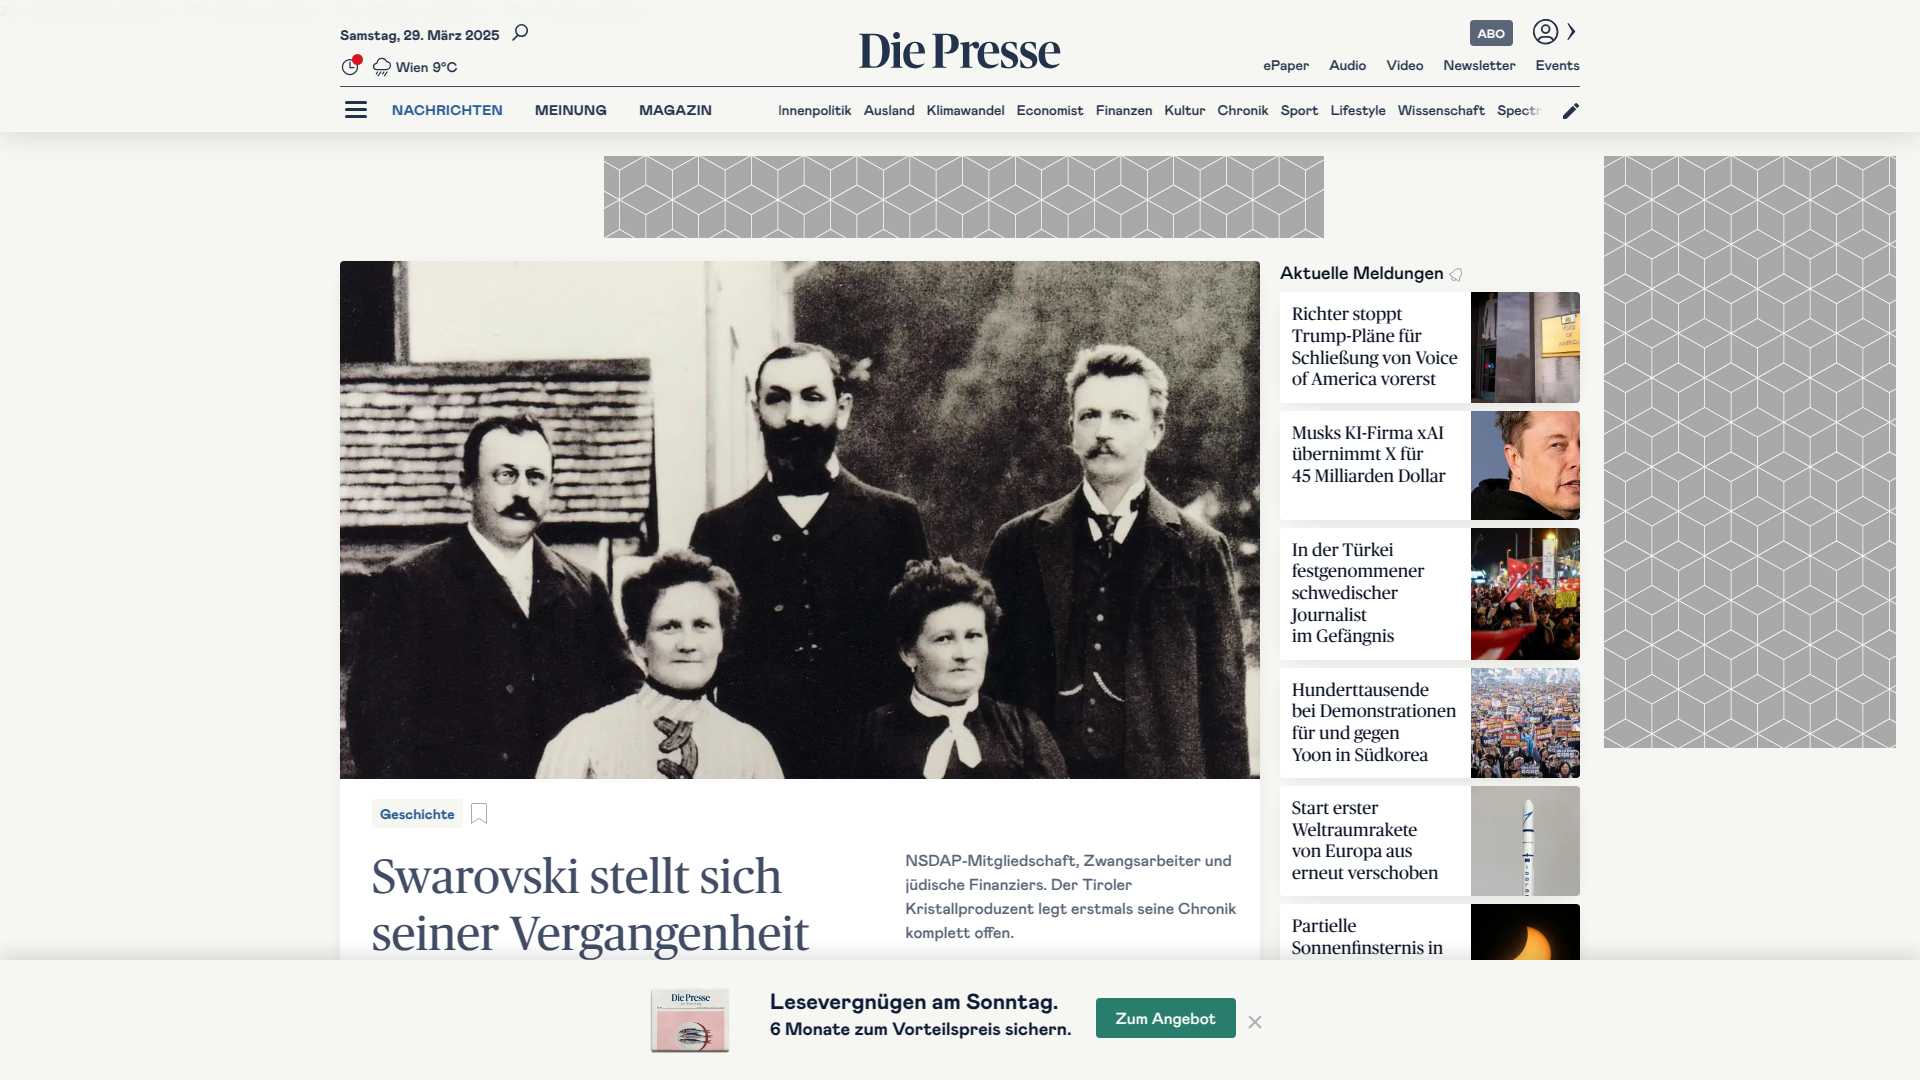 Samstag, 29. März 2025
Wien 9°C
Die Presse
ABO
ePaper Audio Video Newsletter Events
NACHRICHTEN MEINUNG MAGAZIN
Innenpolitik Ausland Klimawandel Economist Finanzen Kultur Chronik Sport Lifestyle Wissenschaft Spectr
Aktuelle Meldungen
Richter stoppt
Trump-Pläne für
Schließung von Voice
of America vorerst
Musks KI-Firma xAI
übernimmt X für
45 Milliarden Dollar
In der Türkei
festgenommener
schwedischer
Journalist
im Gefängnis
Hunderttausende
bei Demonstrationen
für und gegen
Yoon in Südkorea
Start erster
Weltraumrakete
von Europa aus
erneut verschoben
Partielle
Sonnenfinsternis in
Geschichte
Swarovski stellt sich
seiner Vergangenheit
NSDAP-Mitgliedschaft, Zwangsarbeiter und
jüdische Finanziers. Der Tiroler
Kristallproduzent legt erstmals seine Chronik
komplett offen.
Die Presse
Lesevergnügen am Sonntag.
6 Monate zum Vorteilspreis sichern.
Zum Angebot